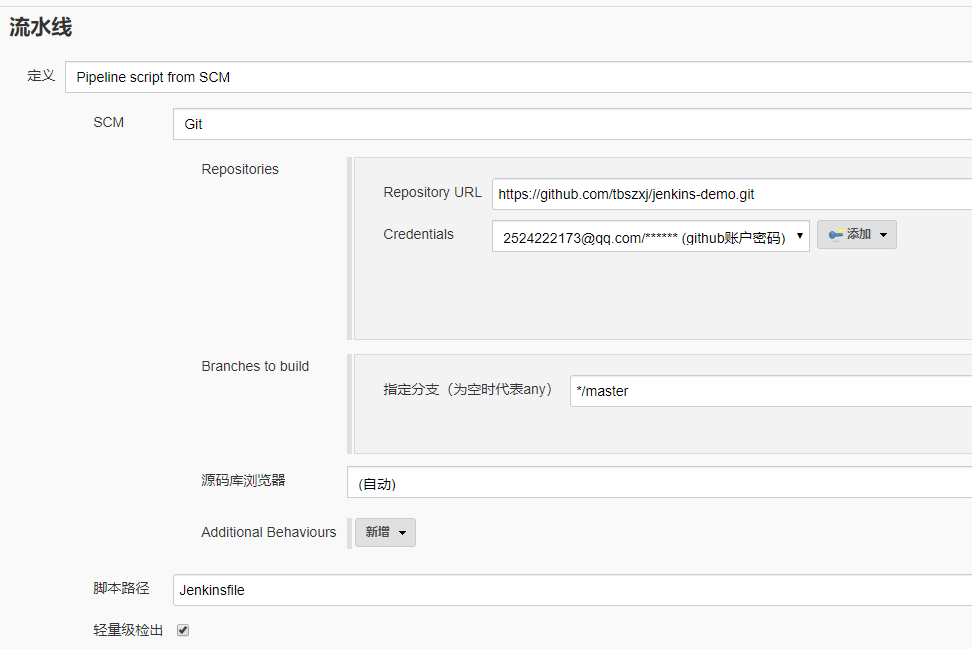 流水线
定义 Pipeline script from SCM
SCM Git
Repositories
Repository URL https://github.com/tbszxj/jenkins-demo.git
Credentials 2524222173@qq.com/****** (github账户密码) 添加
Branches to build
指定分支（为空时代表any） */master
源码库浏览器 (自动)
Additional Behaviours 新增
脚本路径 Jenkinsfile
轻量级检出